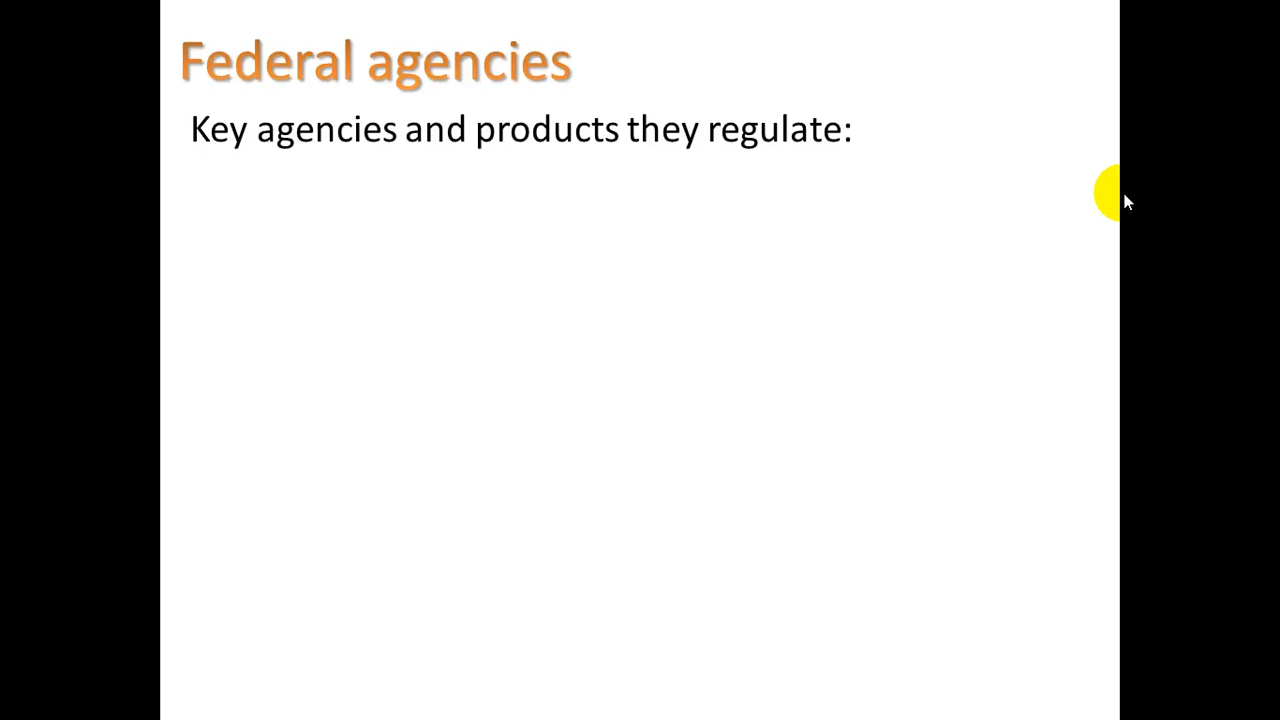 Federal agencies
Key agencies and products they regulate: